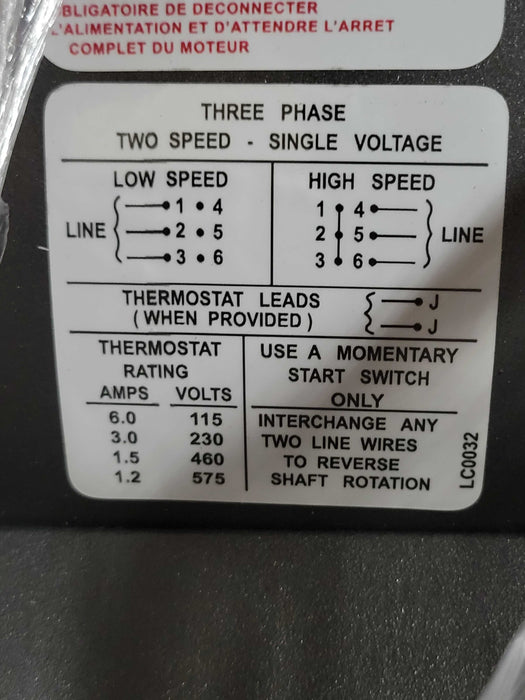 BLIGATOIRE DE DECONNECTER
L'ALIMENTATION ET D'ATTENDRE L'ARRET
COMPLET DU MOTEUR
THREE PHASE
TWO SPEED - SINGLE VOLTAGE
LOW SPEED
LINE
1 • 4
2 • 5
3 • 6
HIGH SPEED
1 4
2 5
3 6
LINE
THERMOSTAT LEADS
(WHEN PROVIDED)
J
J
THERMOSTAT
RATING
AMPS VOLTS
6.0 115
3.0 230
1.5 460
1.2 575
USE A MOMENTARY
START SWITCH
ONLY
INTERCHANGE ANY
TWO LINE WIRES
TO REVERSE
SHAFT ROTATION
LC0032